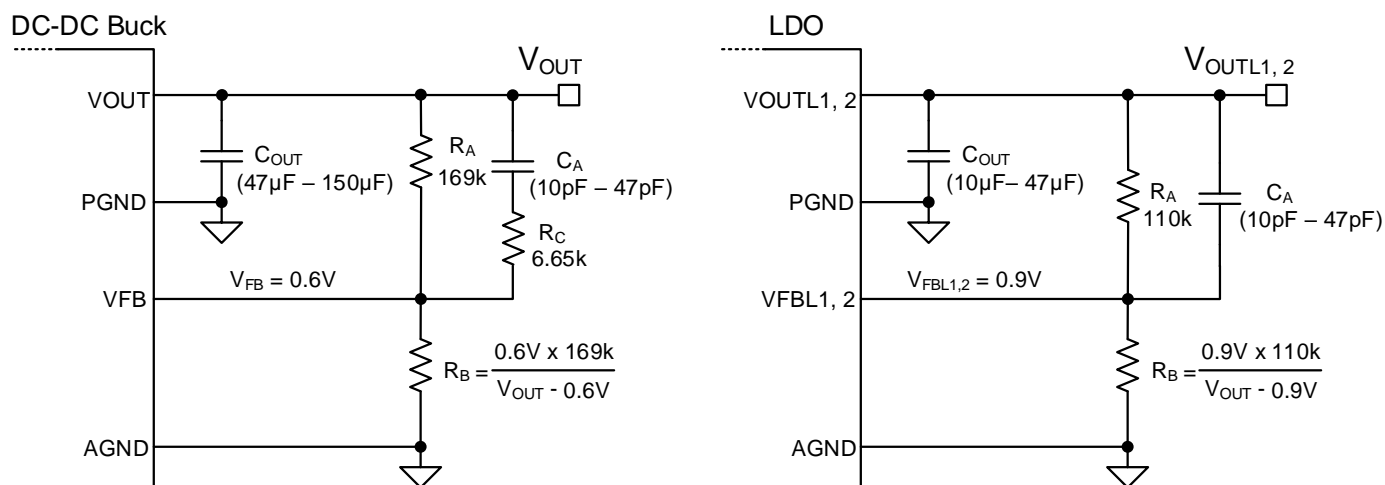 DC-DC Buck
VOUT
VOUT
COUT
(47µF – 150µF)
RA
169k
CA
(10pF – 47pF)
PGND
RC
6.65k
VFB = 0.6V
VFB
RB = 0.6V x 169k
VOUT - 0.6V
AGND
LDO
VOUTL1, 2
VOUTL1, 2
COUT
(10µF– 47µF)
RA
110k
CA
(10pF – 47pF)
PGND
VFBL1,2 = 0.9V
VFBL1, 2
RB = 0.9V x 110k
VOUT - 0.9V
AGND